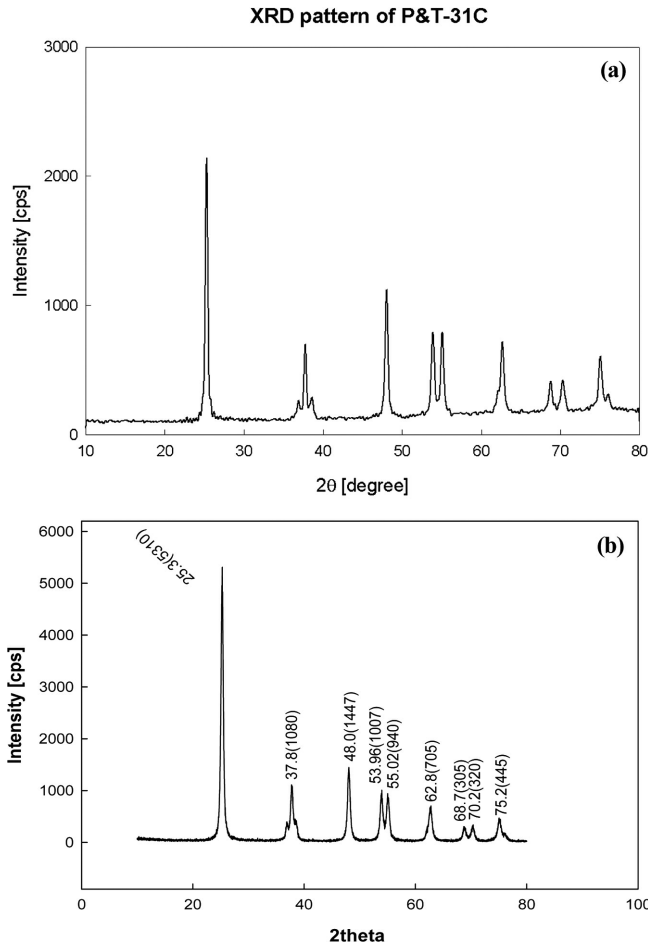 XRD pattern of P&T-31C
(a)
3000
2000
1000
0
Intensity [cps]
10 20 30 40 50 60 70 80
2θ [degree]
(b)
6000
5000
4000
3000
2000
1000
0
Intensity [cps]
25.3(5310)
37.8(1080)
48.0(1447)
53.96(1007)
55.02(940)
62.8(705)
68.7(305)
70.2(320)
75.2(445)
0 20 40 60 80 100
2theta